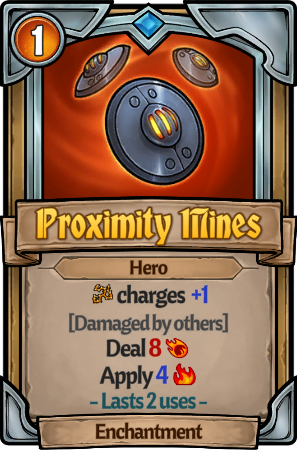 1
Proximity Mines
Hero
charges +1
[Damaged by others]
Deal 8
Apply 4
- Lasts 2 uses -
Enchantment